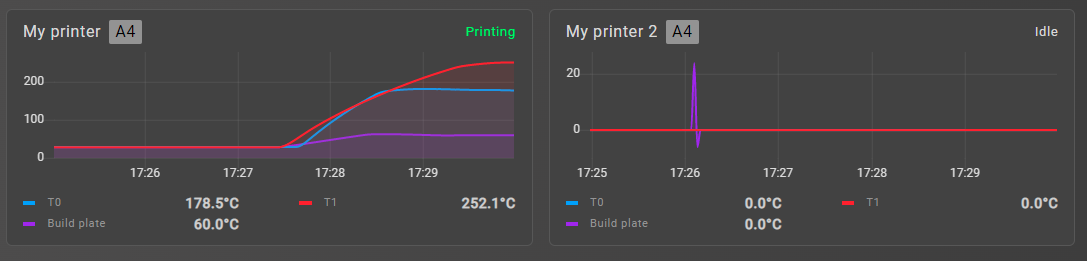 My printer A4 Printing
200
100
0
17:26 17:27 17:28 17:29
T0 178.5°C T1 252.1°C
Build plate 60.0°C
My printer 2 A4 Idle
20
0
17:25 17:26 17:27 17:28 17:29
T0 0.0°C T1 0.0°C
Build plate 0.0°C